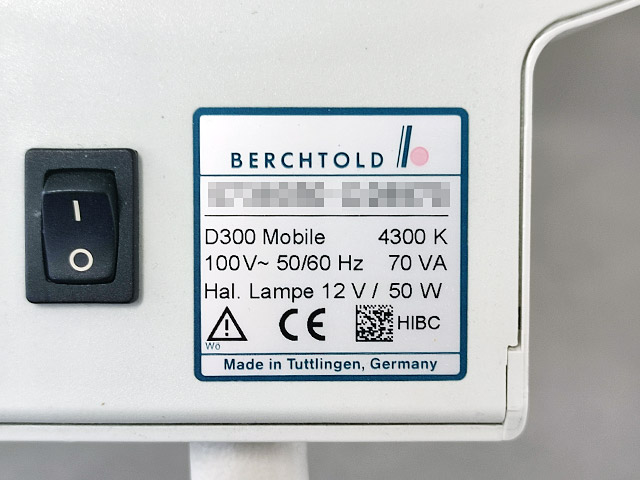 BERCHTOLD
D300 Mobile 4300 K
100V~ 50/60 Hz 70 VA
Hal. Lampe 12 V / 50 W
HIBC
Wö
Made in Tuttlingen, Germany
I
O